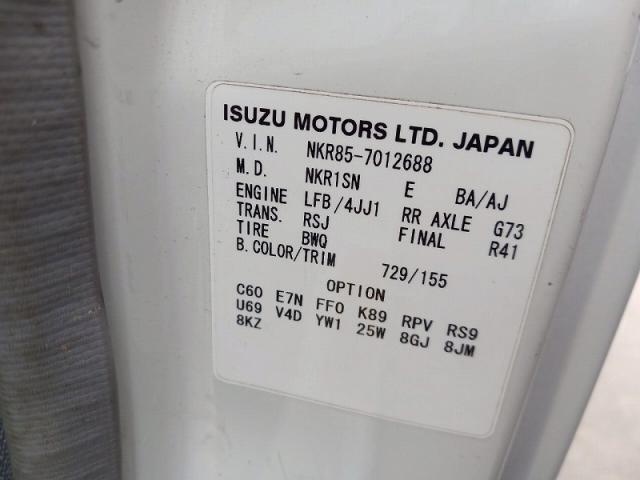 ISUZU MOTORS LTD. JAPAN
V.I.N. NKR85-7012688
M.D. NKR1SN E BA/AJ
ENGINE LFB/4JJ1 RR AXLE G73
TRANS. RSJ FINAL R41
TIRE BWQ
B.COLOR/TRIM 729/155
OPTION
C60 E7N FF0 K89 RPV RS9
U69 V4D YW1 25W 8GJ 8JM
8KZ